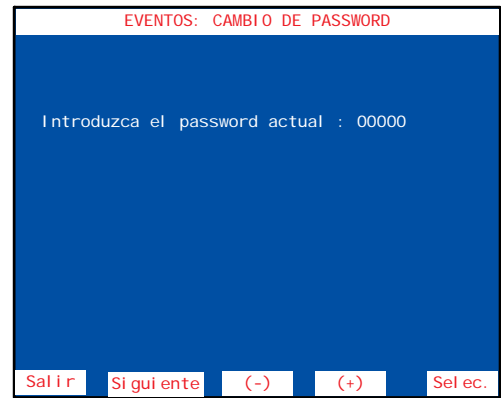 EVENTOS: CAMBIO DE PASSWORD
Introduzca el password actual : 00000
Salir Siguiente (-) (+) Selec.